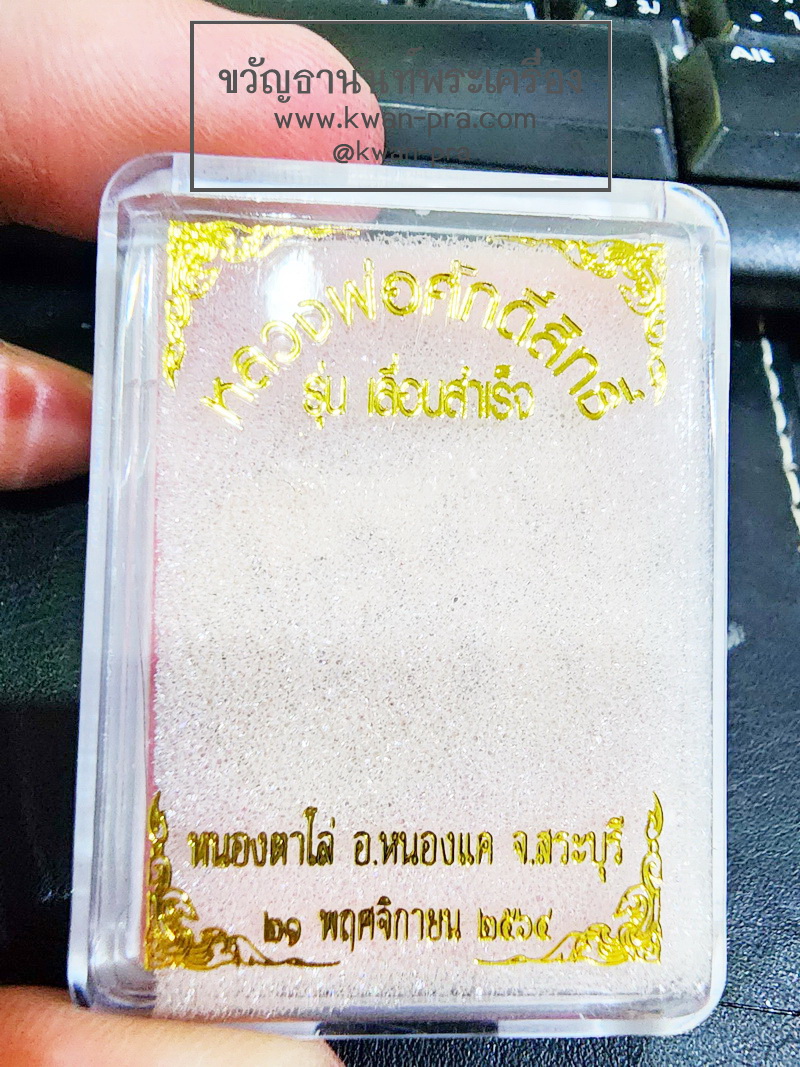 ขวัญธานันท์พระเครื่อง
www.kwan-pra.com
@kwan-pra
Alt
หลวงพ่อศักดิ์สิทธิ์
รุ่น เลื่อนสำเร็จ
หนองตาโล่ อ.หนองแค จ.สระบุรี
๒๑ พฤศจิกายน ๒๕๖๔